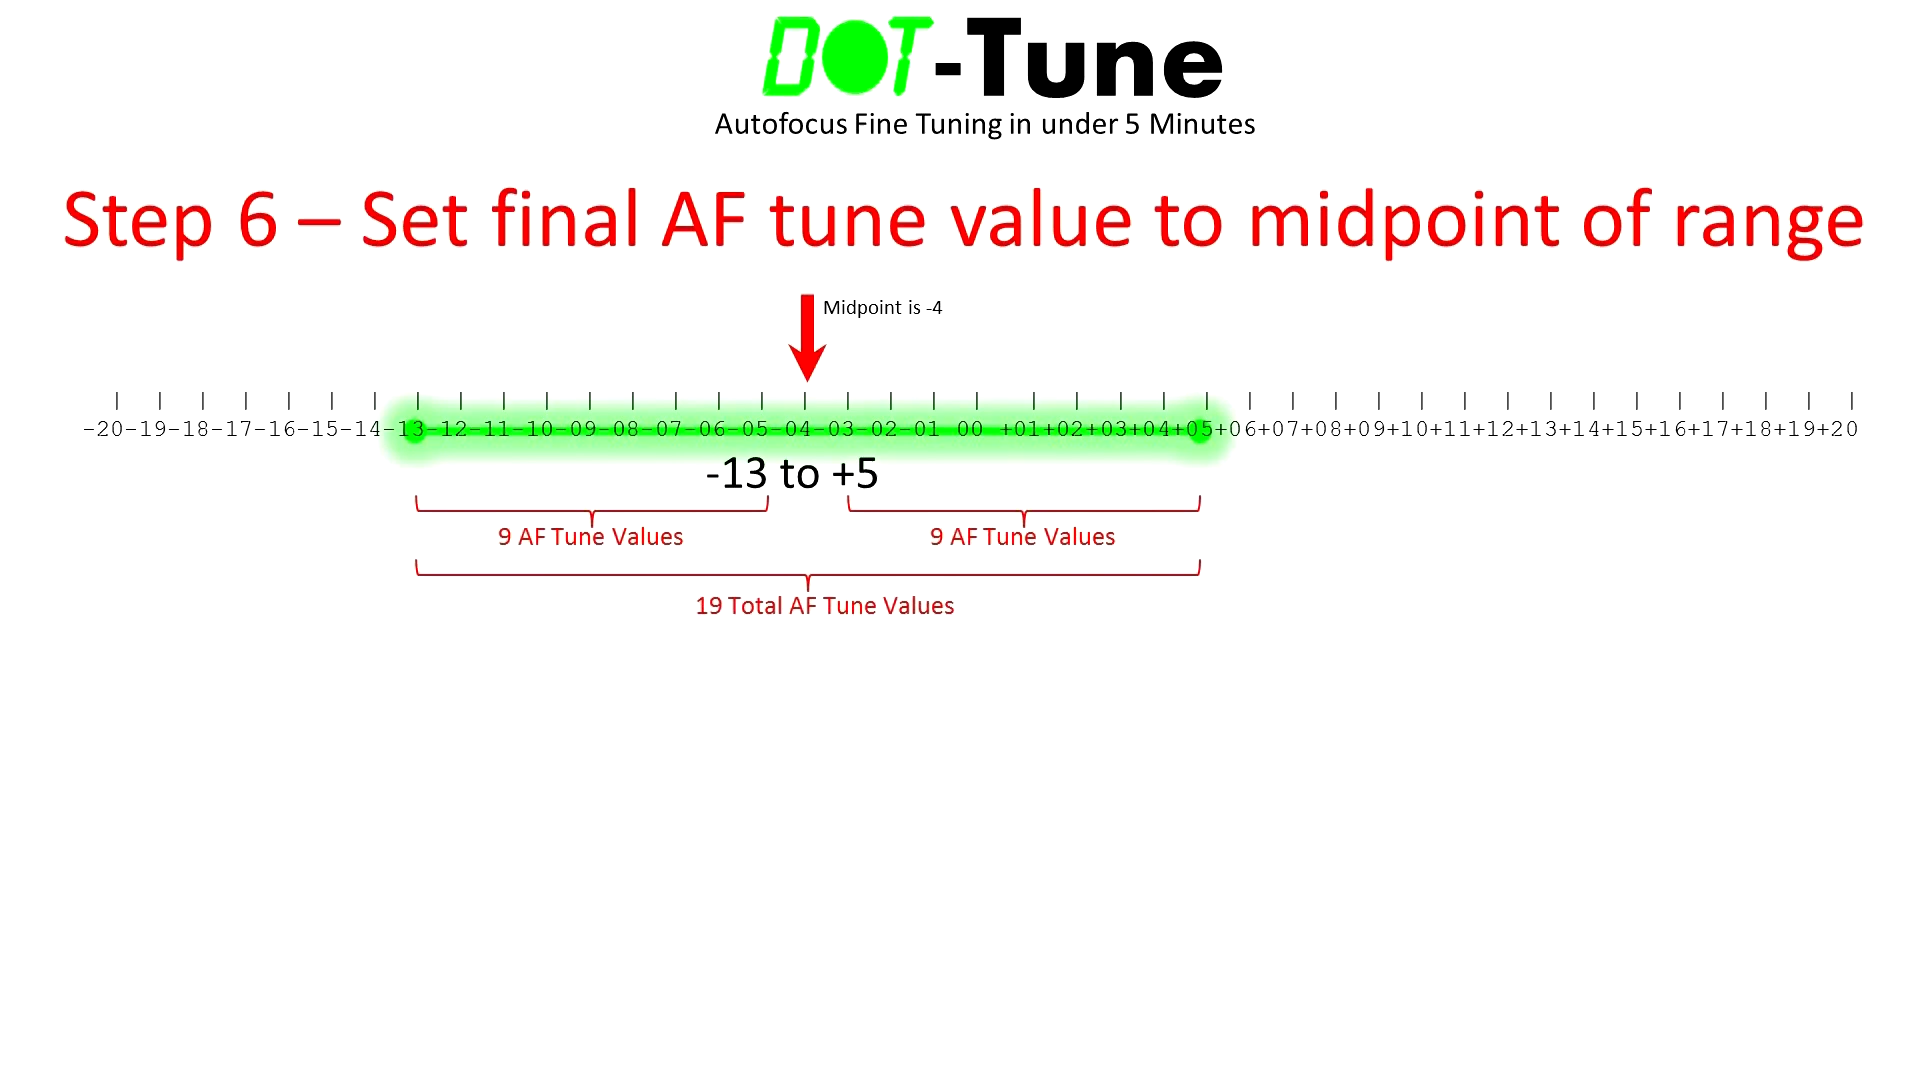 DOT-Tune
Autofocus Fine Tuning in under 5 Minutes
Step 6 – Set final AF tune value to midpoint of range
Midpoint is -4
-20-19-18-17-16-15-14-13-12-11-10-09-08-07-06-05-04-03-02-01 00 +01+02+03+04+05+06+07+08+09+10+11+12+13+14+15+16+17+18+19+20
-13 to +5
9 AF Tune Values 9 AF Tune Values
19 Total AF Tune Values